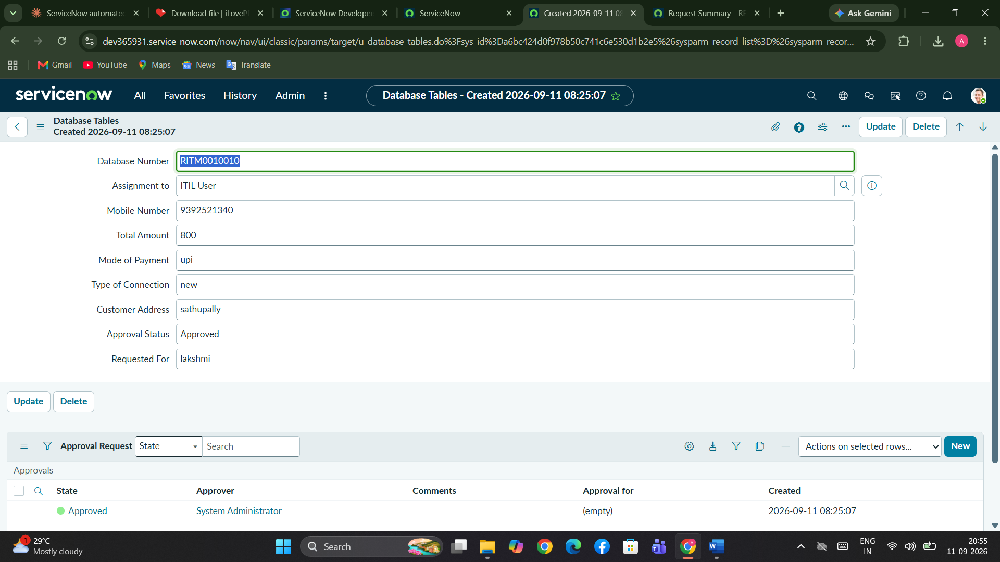 ServiceNow automate
Download file | iLoveP
ServiceNow Develope
ServiceNow
Created 2026-09-11 08
Request Summary - RE
Ask Gemini
dev365931.service-now.com/now/nav/ui/classic/params/target/u_database_tables.do%3Fsys_id%3Da6bc424d0f978b50c741c6e530d1b2e5%26sysparm_record_list%3D%26sysparm_recor...
A
Gmail
YouTube
Maps
News
Translate
servicenow
All
Favorites
History
Admin
Database Tables - Created 2026-09-11 08:25:07
Database Tables
Created 2026-09-11 08:25:07
Update
Delete
Database Number RITM0010010
Assignment to ITIL User
Mobile Number 9392521340
Total Amount 800
Mode of Payment upi
Type of Connection new
Customer Address sathupally
Approval Status Approved
Requested For lakshmi
Update
Delete
Approval Request State Search
Actions on selected rows...
New
Approvals
State Approver Comments Approval for Created
Approved System Administrator (empty) 2026-09-11 08:25:07
1
29°C
Mostly cloudy
Search
ENG
IN
20:55
11-09-2026